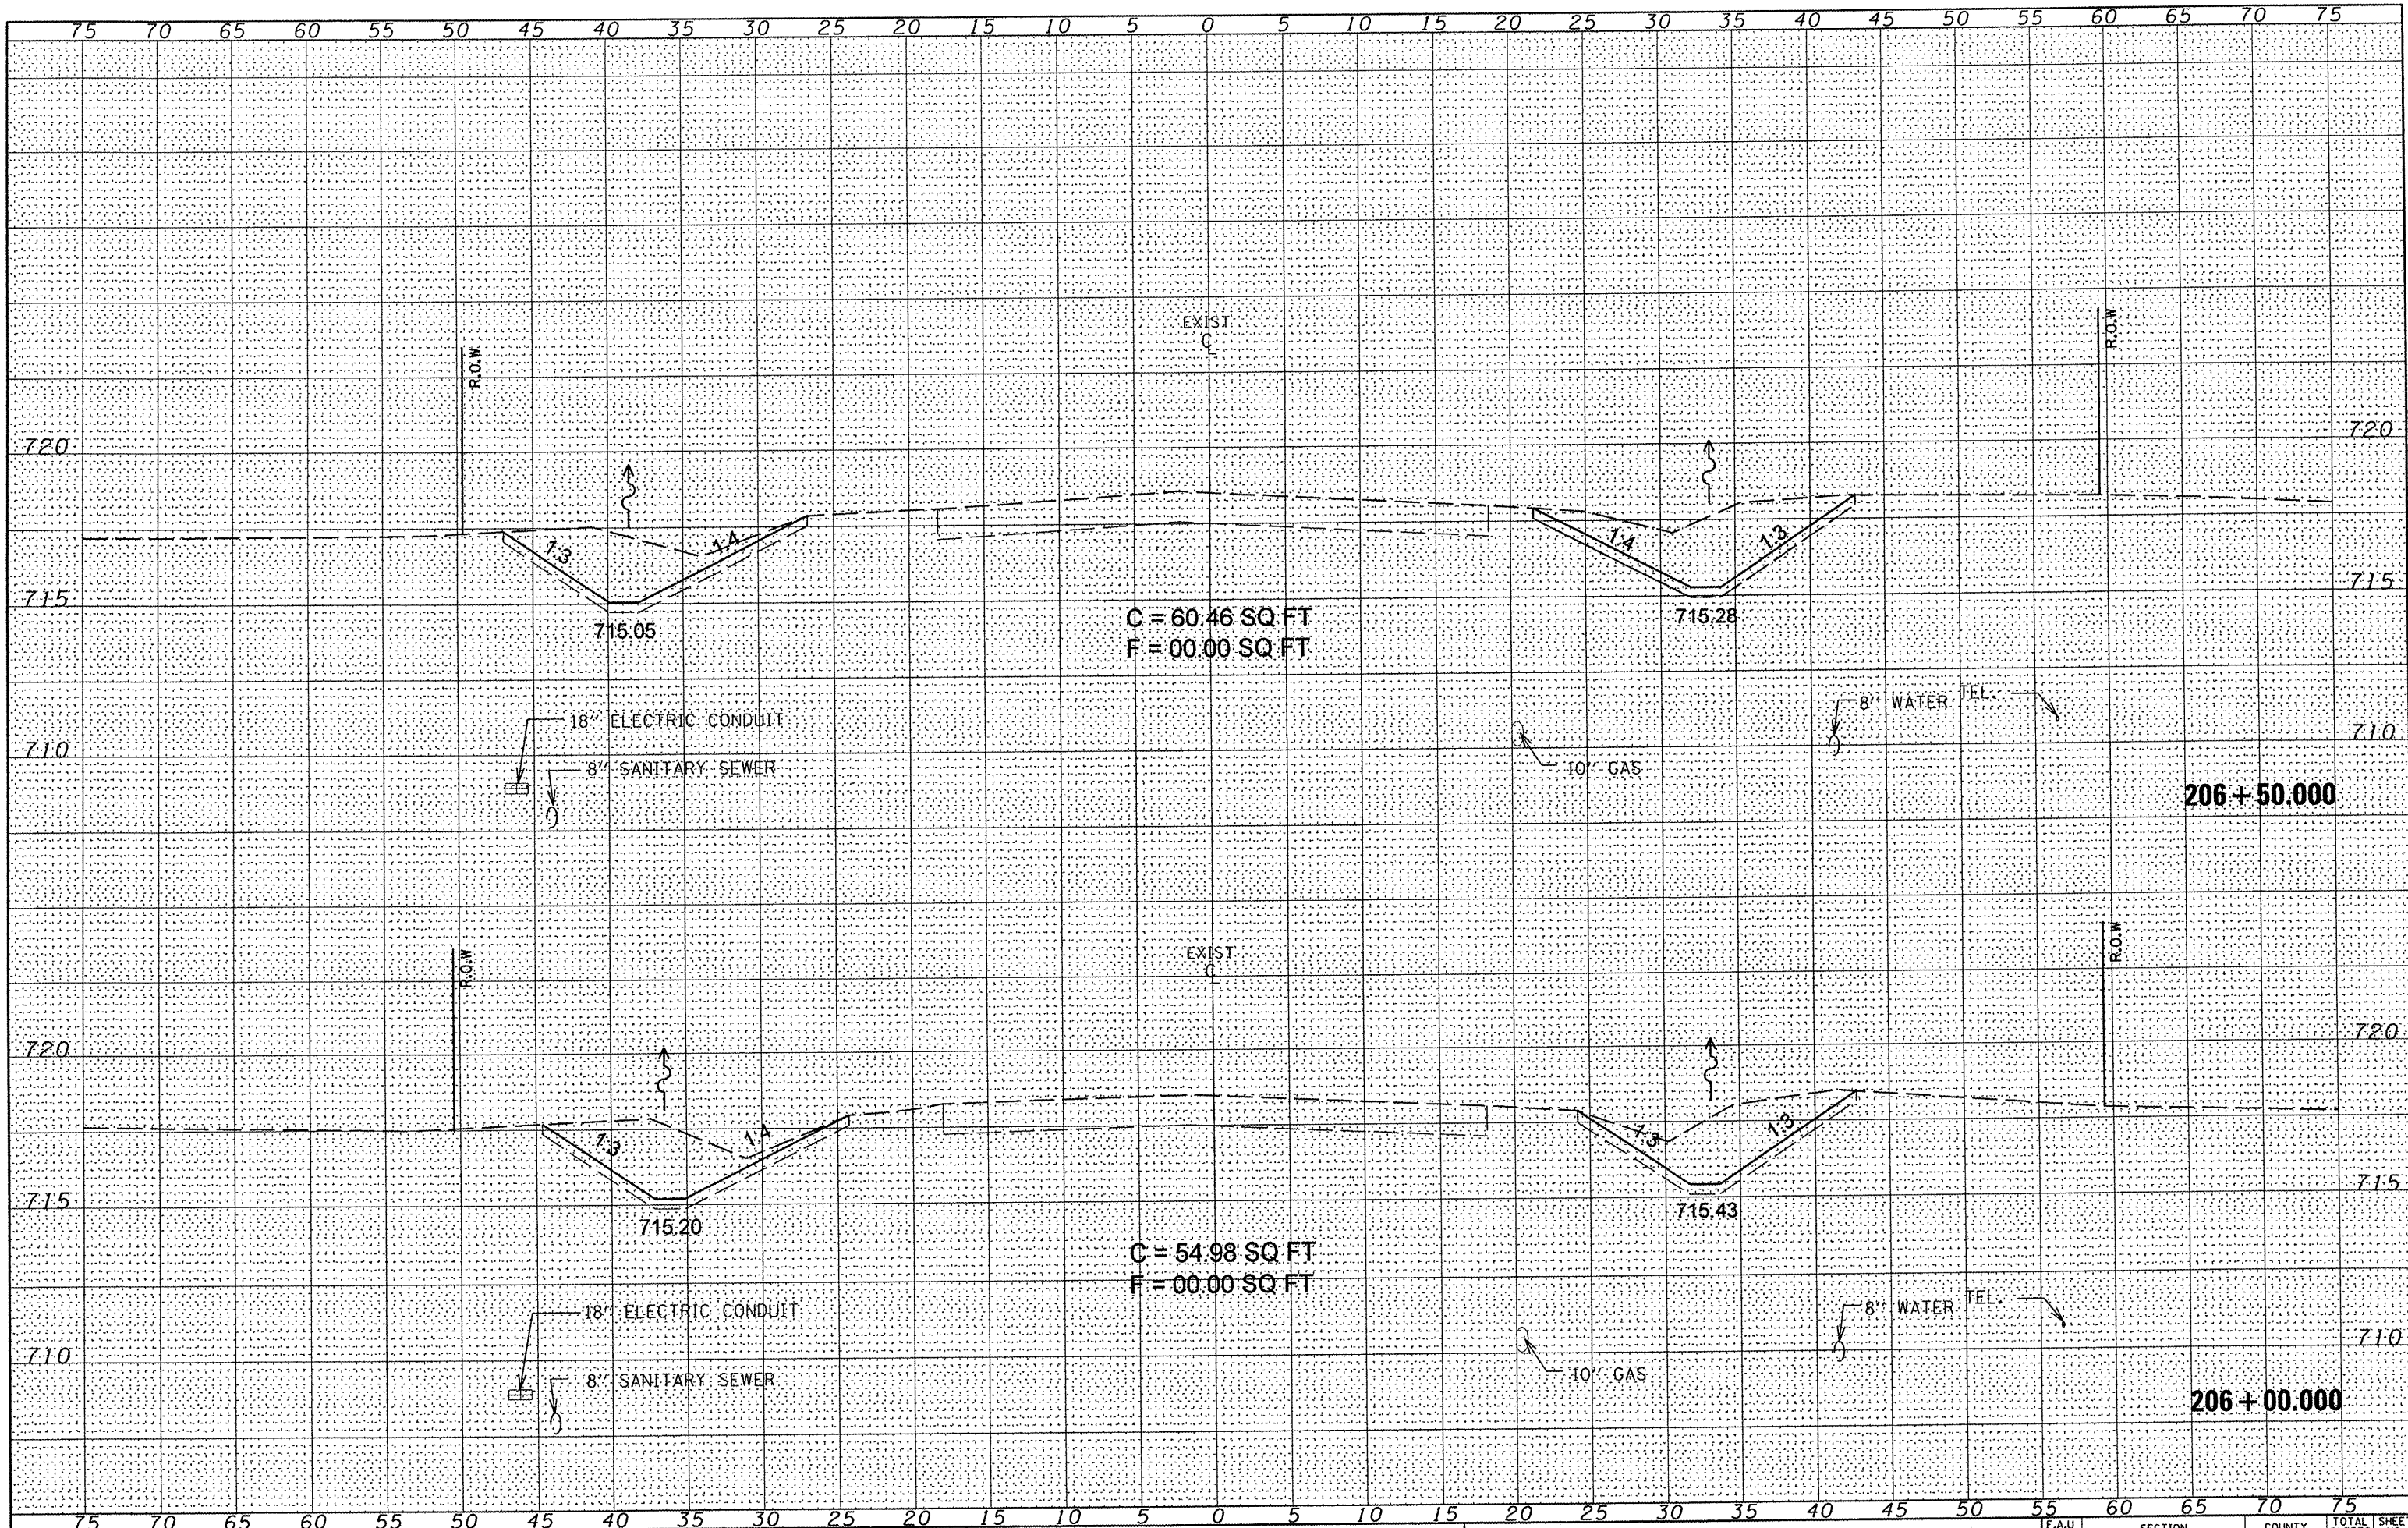 75 70 65 60 55 50 45 40 35 30 25 20 15 10 5 0 5 10 15 20 25 30 35 40 45 50 55 60 65 70 75
EXIST
C
L
R.O.W
R.O.W
720
720
1:3
1:4
1:4
1:3
715
715
715.05
C = 60.46 SQ FT
F = 00.00 SQ FT
715.28
18" ELECTRIC CONDUIT
8" WATER
TEL.
710
710
8" SANITARY SEWER
10" GAS
206 + 50.000
EXIST
C
L
R.O.W
R.O.W
720
720
1:3
1:4
1:3
1:3
715
715
715.20
715.43
C = 54.98 SQ FT
F = 00.00 SQ FT
18" ELECTRIC CONDUIT
8" WATER
TEL.
710
710
8" SANITARY SEWER
10" GAS
206 + 00.000
75 70 65 60 55 50 45 40 35 30 25 20 15 10 5 0 5 10 15 20 25 30 35 40 45 50 55 60 65 70 75
F.A.U SECTION COUNTY TOTAL